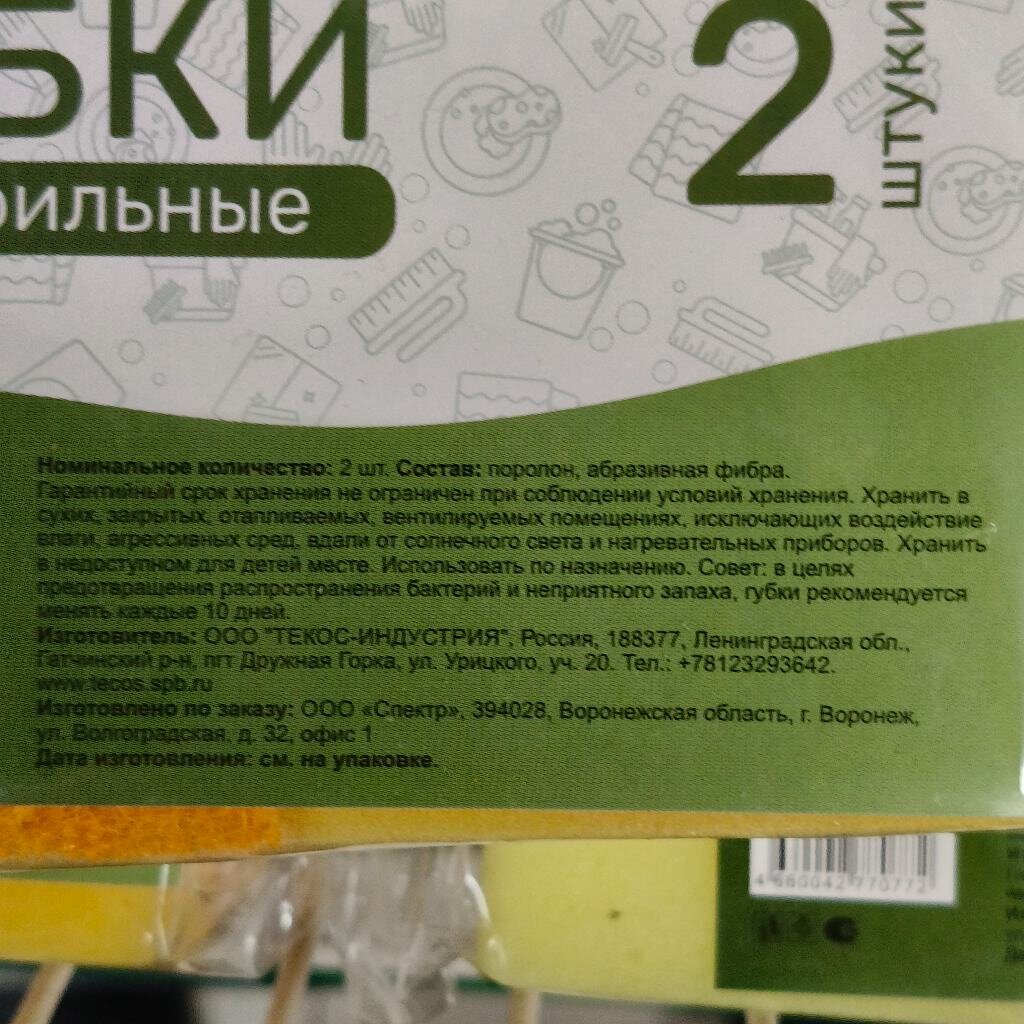 БКИ
2
штуки
рильные
Номинальное количество: 2 шт. Состав: поролон, абразивная фибра.
Гарантийный срок хранения не ограничен при соблюдении условий хранения. Хранить в
сухих, закрытых, отапливаемых, вентилируемых помещениях, исключающих воздействие
влаги, агрессивных сред, вдали от солнечного света и нагревательных приборов. Хранить
в недоступном для детей месте. Использовать по назначению. Совет: в целях
предотвращения распространения бактерий и неприятного запаха, губки рекомендуется
менять каждые 10 дней.
Изготовитель: ООО "ТЕКОС-ИНДУСТРИЯ", Россия, 188377, Ленинградская обл.,
Гатчинский р-н, пгт Дружная Горка, ул. Урицкого, уч. 20. Тел.: +78123293642.
www.tecos.spb.ru
Изготовлено по заказу: ООО «Спектр», 394028, Воронежская область, г. Воронеж,
ул. Волгоградская, д. 32, офис 1
Дата изготовления: см. на упаковке.
4 680042 770772